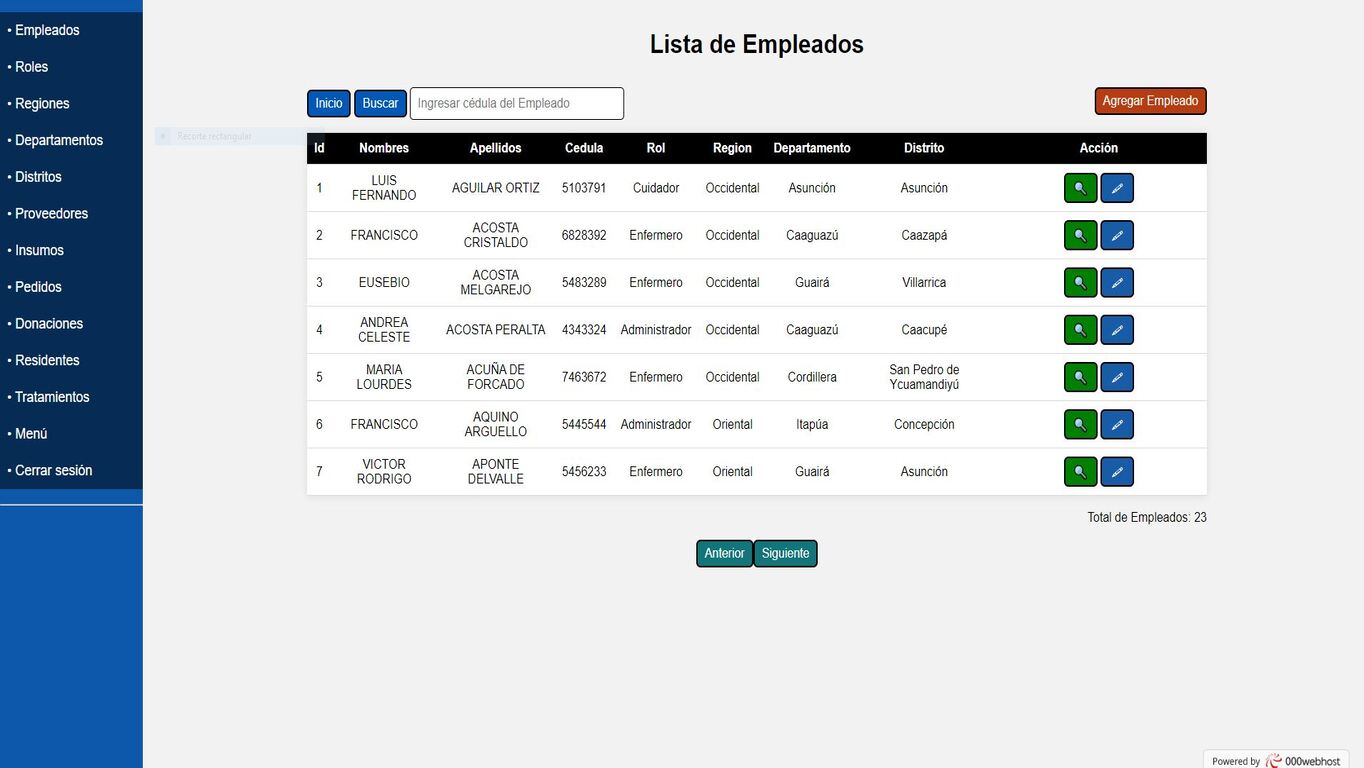 • Empleados
• Roles
• Regiones
• Departamentos
• Distritos
• Proveedores
• Insumos
• Pedidos
• Donaciones
• Residentes
• Tratamientos
• Menú
• Cerrar sesión
Lista de Empleados
Inicio Buscar Ingresar cédula del Empleado Agregar Empleado
Recorte rectangular
Id Nombres Apellidos Cedula Rol Region Departamento Distrito Acción
1 LUIS FERNANDO AGUILAR ORTIZ 5103791 Cuidador Occidental Asunción Asunción
2 FRANCISCO ACOSTA CRISTALDO 6828392 Enfermero Occidental Caaguazú Caazapá
3 EUSEBIO ACOSTA MELGAREJO 5483289 Enfermero Occidental Guairá Villarrica
4 ANDREA CELESTE ACOSTA PERALTA 4343324 Administrador Occidental Caaguazú Caacupé
5 MARIA LOURDES ACUÑA DE FORCADO 7463672 Enfermero Occidental Cordillera San Pedro de Ycuamandiyú
6 FRANCISCO AQUINO ARGUELLO 5445544 Administrador Oriental Itapúa Concepción
7 VICTOR RODRIGO APONTE DELVALLE 5456233 Enfermero Oriental Guairá Asunción
Total de Empleados: 23
Anterior Siguiente
Powered by 000webhost